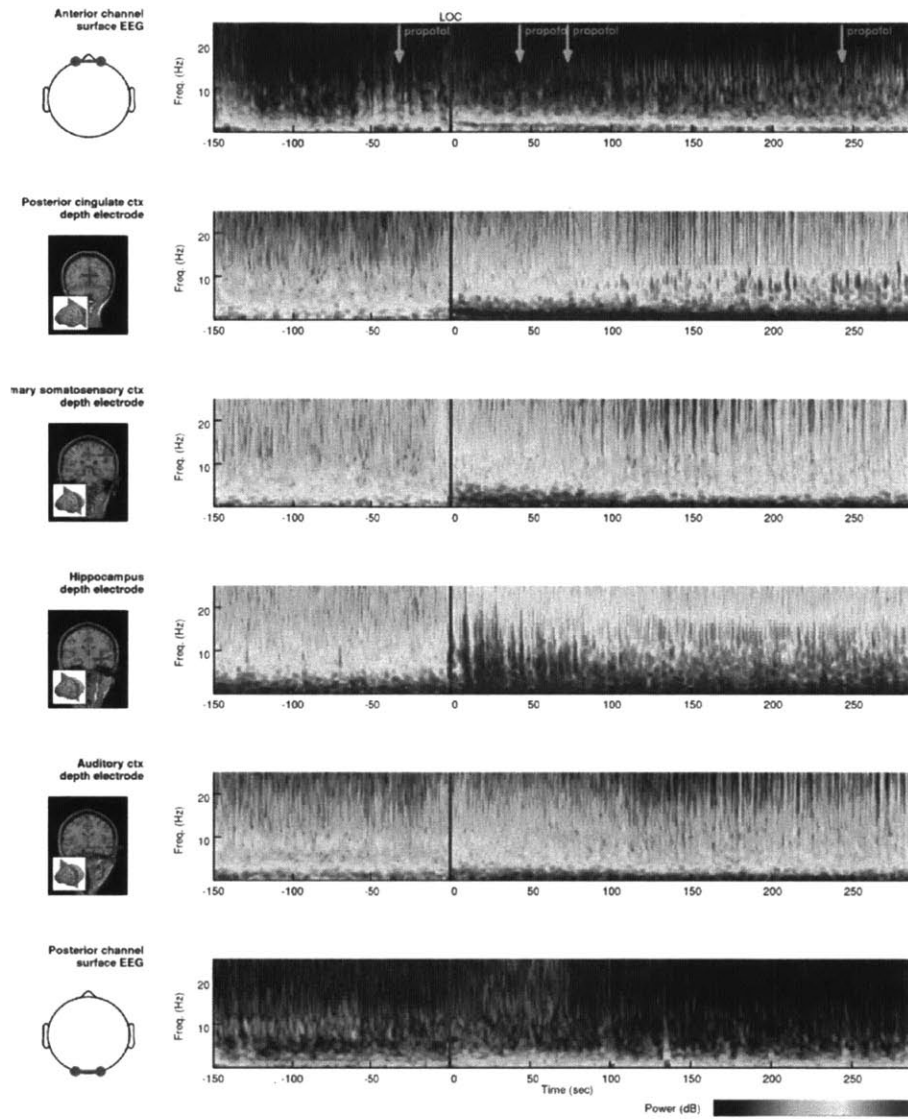 Anterior channel
surface EEG
LOC
propofol propofol propofol propofol
Freq. (Hz)
20
10
-150 -100 -50 0 50 100 150 200 250
Posterior cingulate ctx
depth electrode
Freq. (Hz)
20
10
-150 -100 -50 0 50 100 150 200 250
mary somatosensory ctx
depth electrode
Freq. (Hz)
20
10
-150 -100 -50 0 50 100 150 200 250
Hippocampus
depth electrode
Freq. (Hz)
20
10
-150 -100 -50 0 50 100 150 200 250
Auditory ctx
depth electrode
Freq. (Hz)
20
10
-150 -100 -50 0 50 100 150 200 250
Posterior channel
surface EEG
Freq. (Hz)
20
10
-150 -100 -50 0 50 100 150 200 250
Time (sec)
Power (dB)